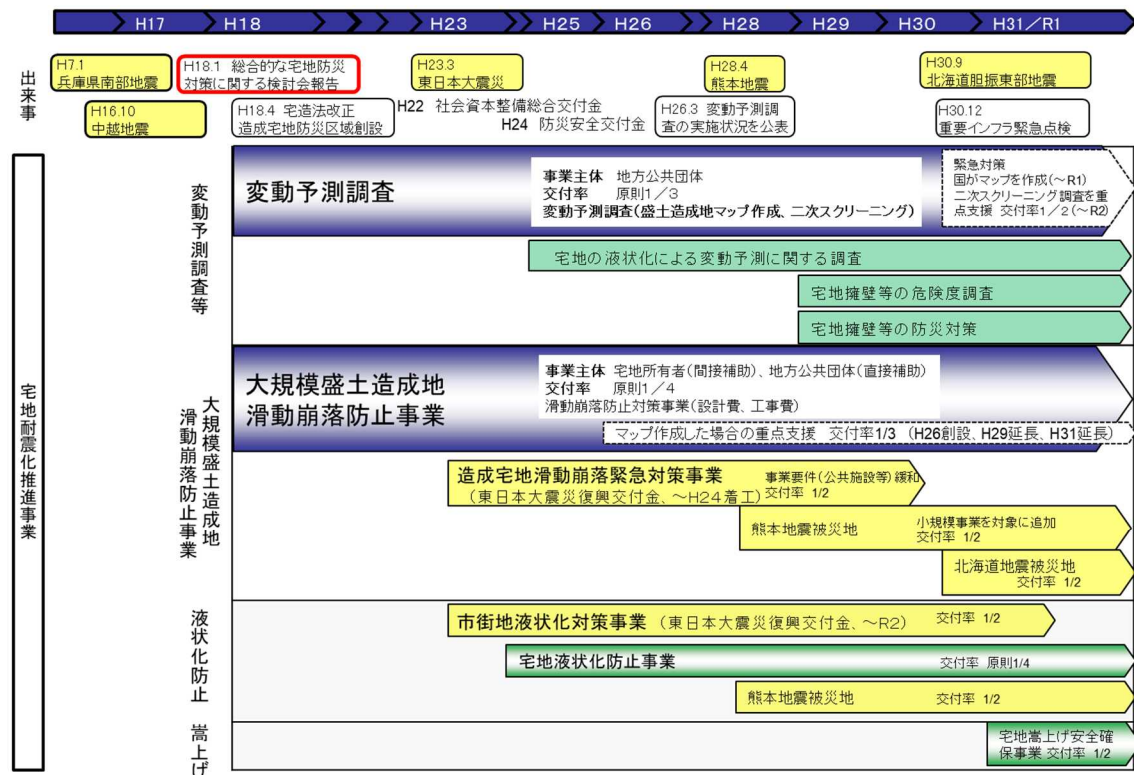 H17 H18 H23 H25 H26 H28 H29 H30 H31／R1
出来事
H7.1
兵庫県南部地震
H16.10
中越地震
H18.1 総合的な宅地防災
対策に関する検討会報告
H18.4 宅造法改正
造成宅地防災区域創設
H23.3
東日本大震災
H22 社会資本整備総合交付金
H24 防災安全交付金
H28.4
熊本地震
H26.3 変動予測調
査の実施状況を公表
H30.9
北海道胆振東部地震
H30.12
重要インフラ緊急点検
宅地耐震化推進事業
変動予測調査等
変動予測調査
事業主体 地方公共団体
交付率 原則1／3
変動予測調査(盛土造成地マップ作成、二次スクリーニング)
緊急対策
国がマップを作成(～R1)
二次スクリーニング調査を重
点支援 交付率1／2(～R2)
宅地の液状化による変動予測に関する調査
宅地擁壁等の危険度調査
宅地擁壁等の防災対策
大規模盛土造成地
滑動崩落防止事業
大規模盛土造成地
滑動崩落防止事業
事業主体 宅地所有者(間接補助)、地方公共団体(直接補助)
交付率 原則1／4
滑動崩落防止対策事業(設計費、工事費)
マップ作成した場合の重点支援 交付率1/3 (H26創設、H29延長、H31延長)
造成宅地滑動崩落緊急対策事業
(東日本大震災復興交付金、～H24着工)
事業要件(公共施設等)緩和
交付率 1/2
熊本地震被災地
小規模事業を対象に追加
交付率 1/2
北海道地震被災地
交付率 1/2
液状化防止
市街地液状化対策事業 (東日本大震災復興交付金、～R2) 交付率 1/2
宅地液状化防止事業 交付率 原則1/4
熊本地震被災地 交付率 1/2
嵩上げ
宅地嵩上げ安全確
保事業 交付率 1/2